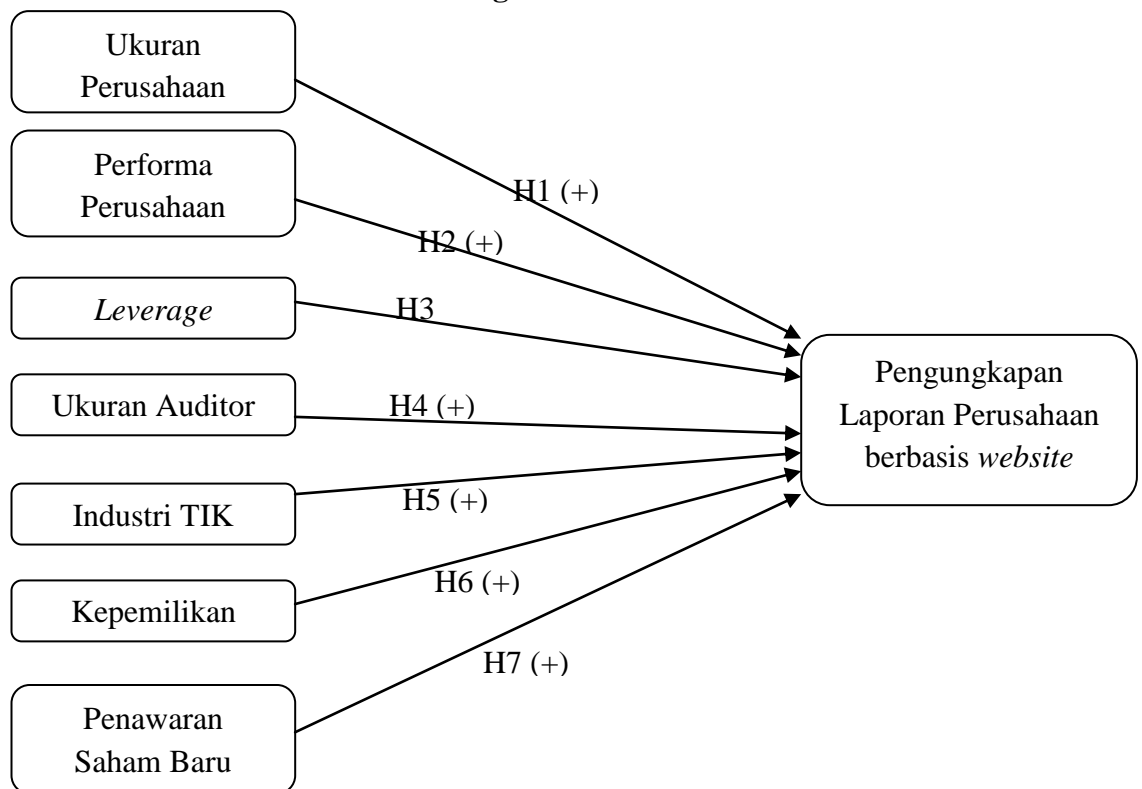 Ukuran
Perusahaan
Performa
Perusahaan
Leverage
Ukuran Auditor
Industri TIK
Kepemilikan
Penawaran
Saham Baru
H1 (+)
H2 (+)
H3
H4 (+)
H5 (+)
H6 (+)
H7 (+)
Pengungkapan
Laporan Perusahaan
berbasis website